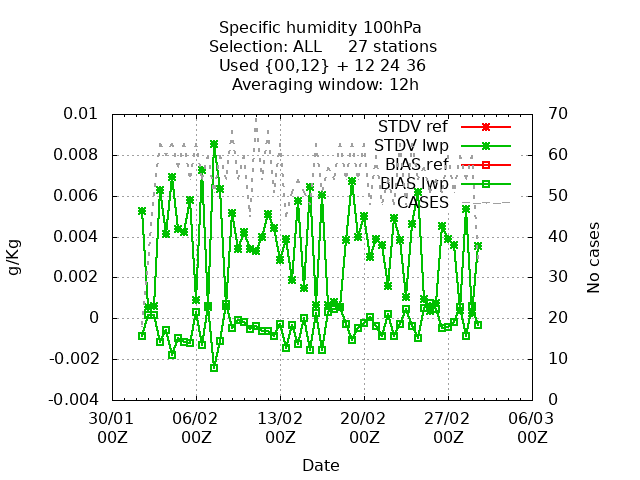 Specific humidity 100hPa
Selection: ALL     27 stations
Used {00,12} + 12 24 36
Averaging window: 12h
0.01
0.008
0.006
0.004
0.002
0
-0.002
-0.004
g/Kg
70
60
50
40
30
20
10
0
No cases
STDV ref
STDV lwp
BIAS ref
BIAS lwp
CASES
30/01 06/02 13/02 20/02 27/02 06/03
00Z 00Z 00Z 00Z 00Z 00Z
Date